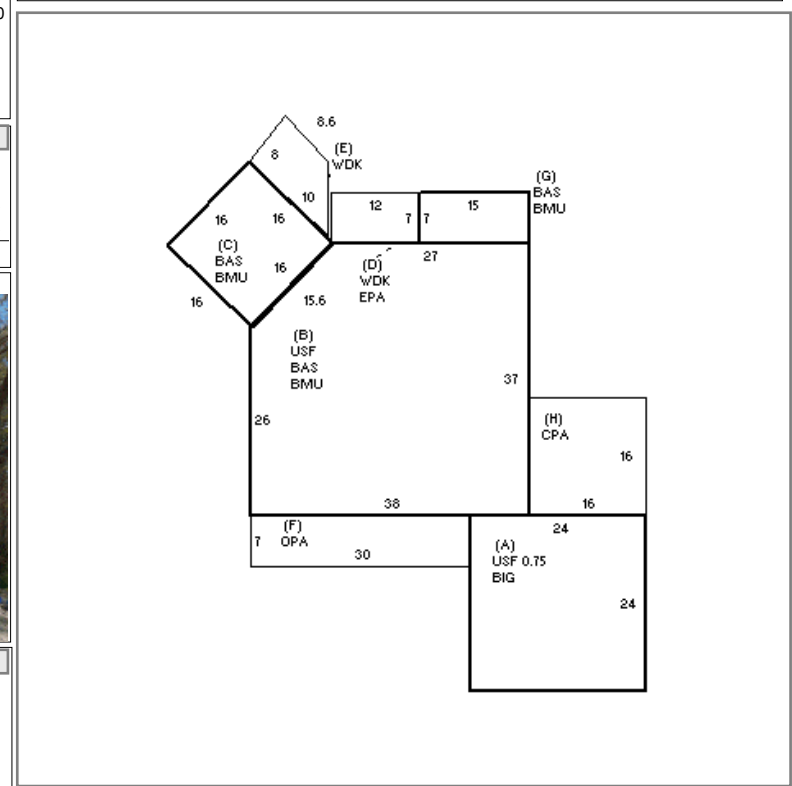 8.6
(E)
WDK
8
10
(G)
BAS
BMU
12
7
7
15
16
16
(C)
BAS
BMU
16
16
15.6
(D)
WDK
EPA
27
(B)
USF
BAS
BMU
37
26
(H)
CPA
16
38
16
(F)
OPA
7
30
24
(A)
USF 0.75
BIG
24